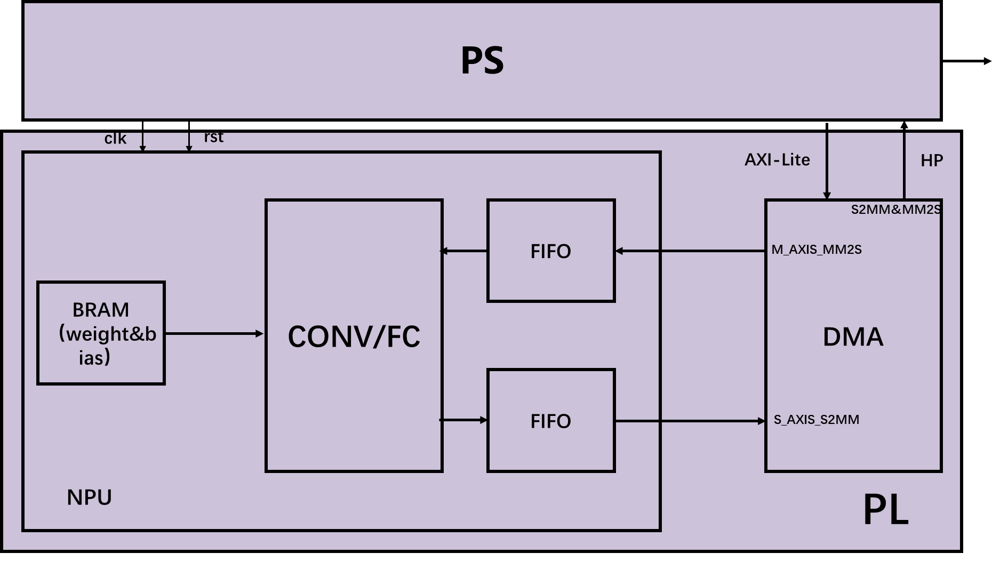 PS
clk
rst
AXI-Lite
HP
S2MM&MM2S
M_AXIS_MM2S
FIFO
BRAM
(weight&b
ias)
CONV/FC
DMA
FIFO
S_AXIS_S2MM
NPU
PL